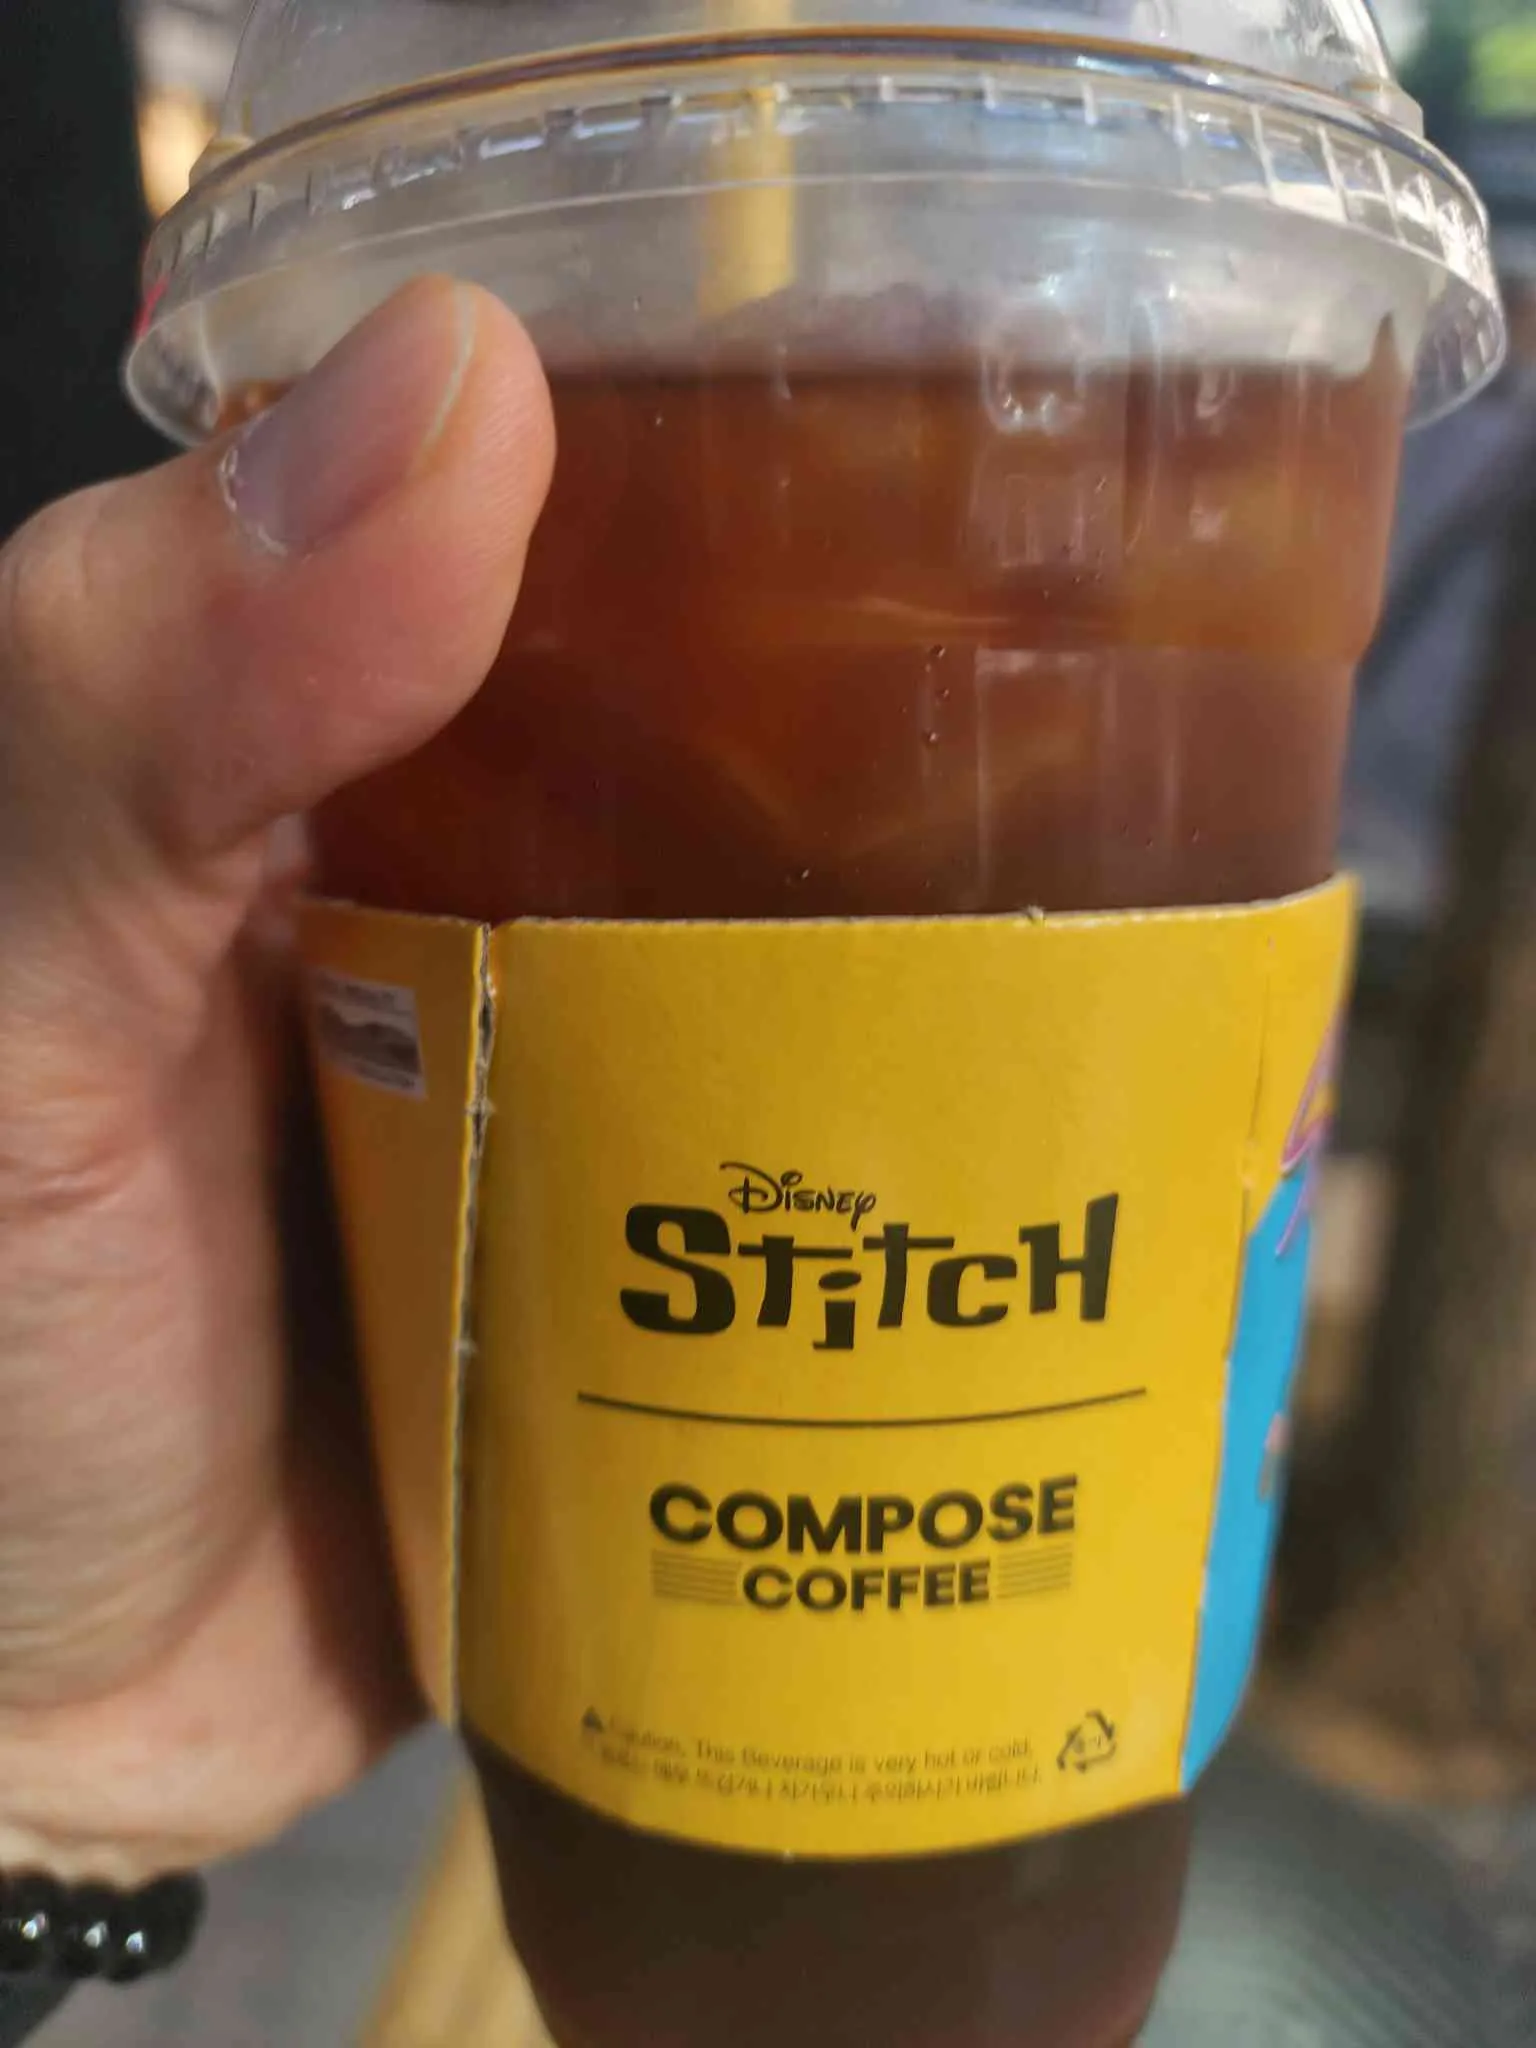 Disney
Stitch
COMPOSE
COFFEE
Caution, This Beverage is very hot or cold.